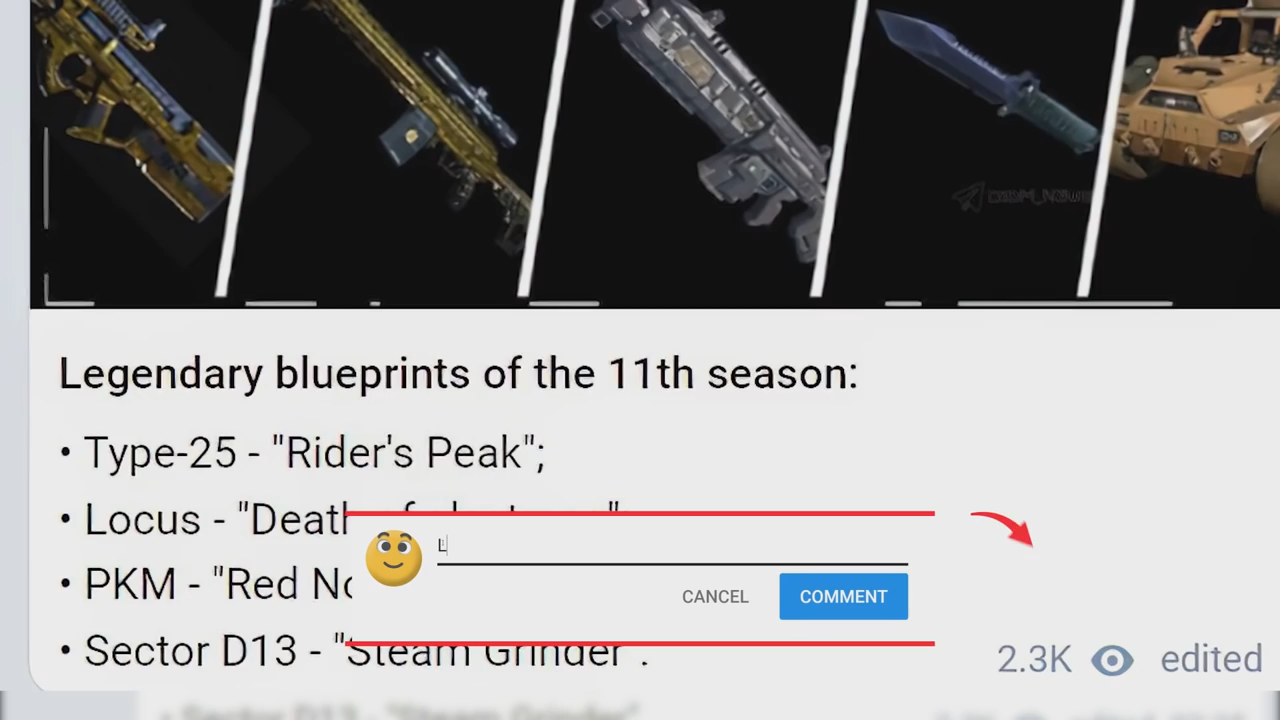 Legendary blueprints of the 11th season:
• Type-25 - "Rider's Peak";
• Locus - "Death
• PKM - "Red
• Sector D13 - "Steam Grinder".
L
CANCEL
COMMENT
2.3K
edited